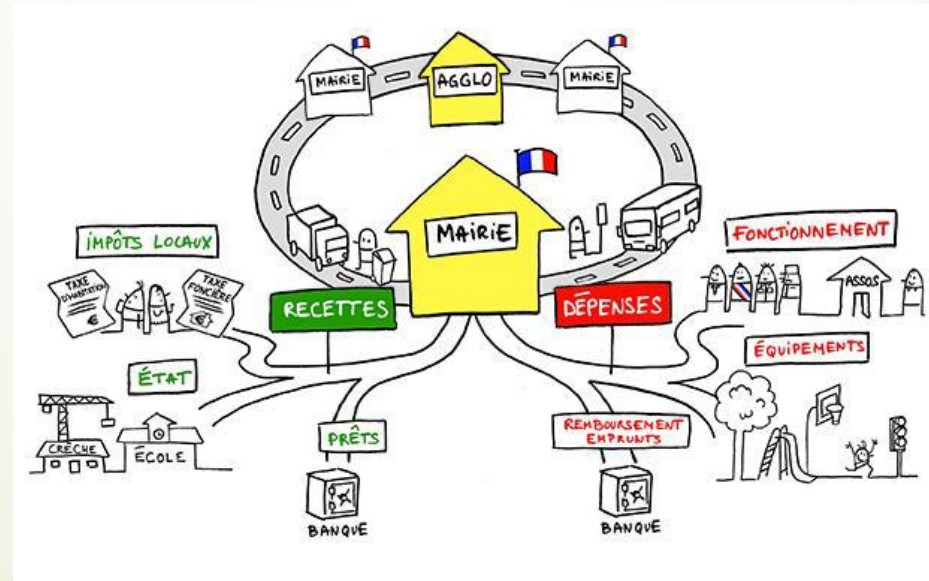 MAIRIE
AGGLO
MAIRIE
MAIRIE
IMPÔTS LOCAUX
TAXE
D'HABITATION
€
TAXE
FONCIÈRE
€
RECETTES
DÉPENSES
FONCTIONNEMENT
ASSOS
ÉTAT
CRÈCHE
ÉCOLE
ÉQUIPEMENTS
PRÊTS
BANQUE
REMBOURSEMENT
EMPRUNTS
BANQUE